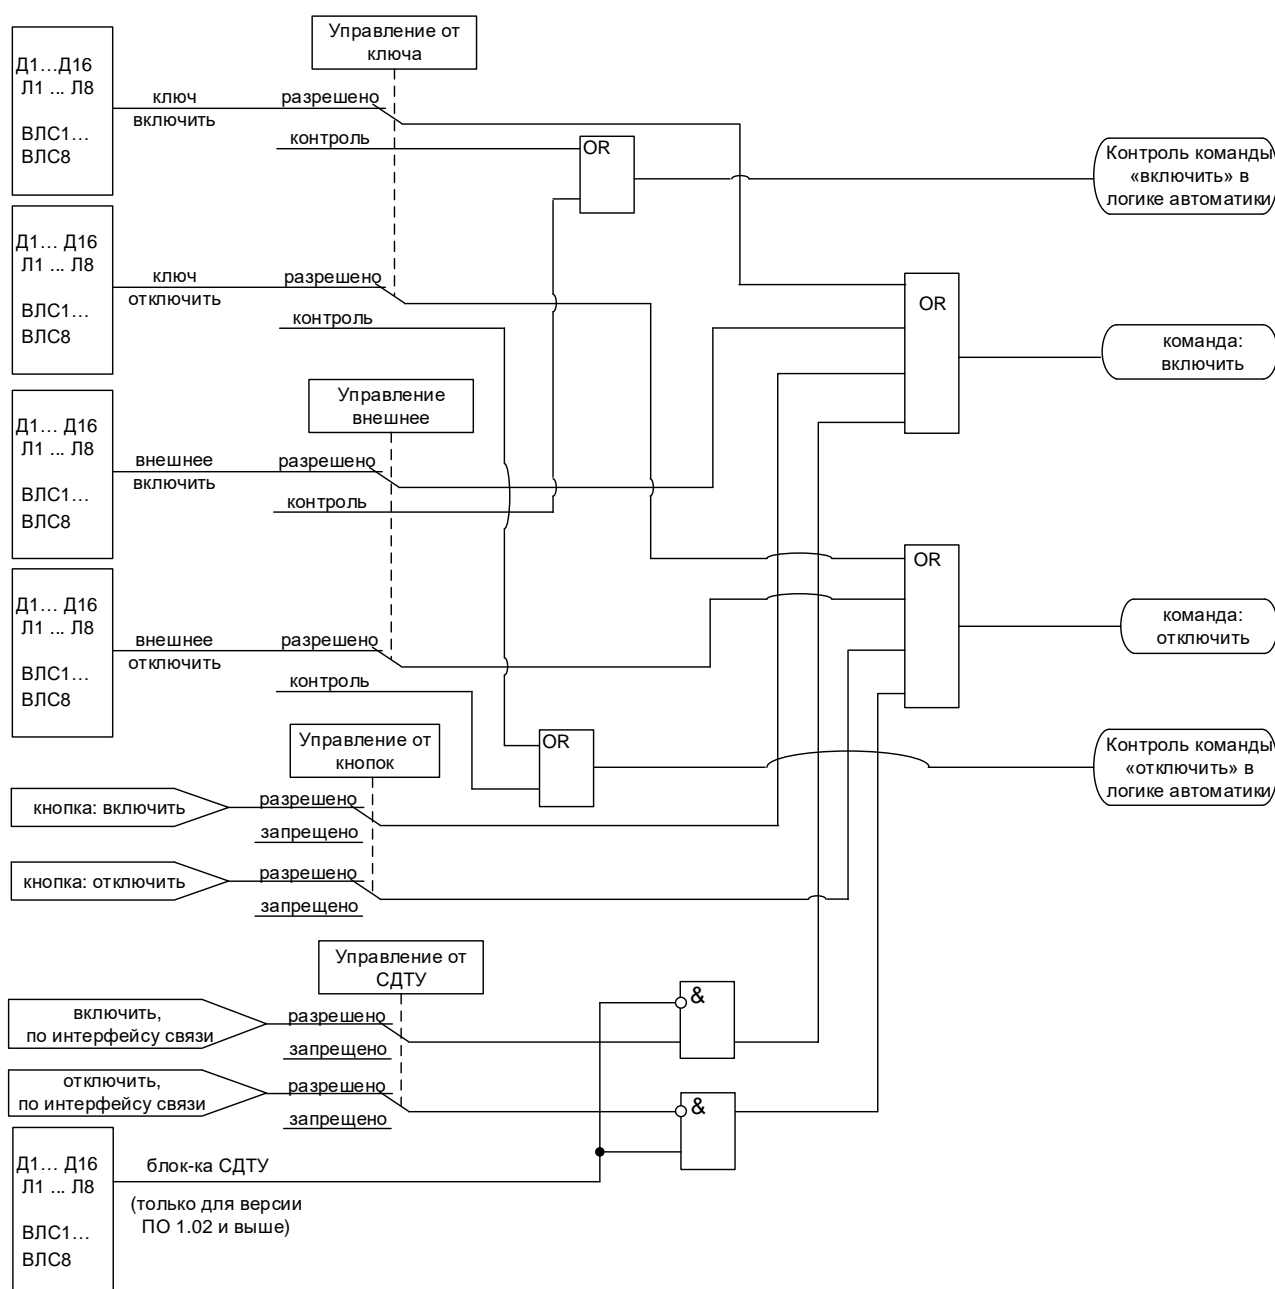 Д1…Д16
Л1 ... Л8
ВЛС1…
ВЛС8
ключ
включить
разрешено
контроль
Управление от
ключа
OR
Контроль команды
«включить» в
логике автоматики
Д1… Д16
Л1 ... Л8
ВЛС1…
ВЛС8
ключ
отключить
разрешено
контроль
OR
команда:
включить
Управление
внешнее
Д1… Д16
Л1 ... Л8
ВЛС1…
ВЛС8
внешнее
включить
разрешено
контроль
OR
команда:
отключить
Д1… Д16
Л1 ... Л8
ВЛС1…
ВЛС8
внешнее
отключить
разрешено
контроль
OR
Контроль команды
«отключить» в
логике автоматики
Управление от
кнопок
кнопка: включить
разрешено
запрещено
кнопка: отключить
разрешено
запрещено
Управление от
СДТУ
включить,
по интерфейсу связи
разрешено
запрещено
&
отключить,
по интерфейсу связи
разрешено
запрещено
&
Д1… Д16
Л1 ... Л8
ВЛС1…
ВЛС8
блок-ка СДТУ
(только для версии
ПО 1.02 и выше)